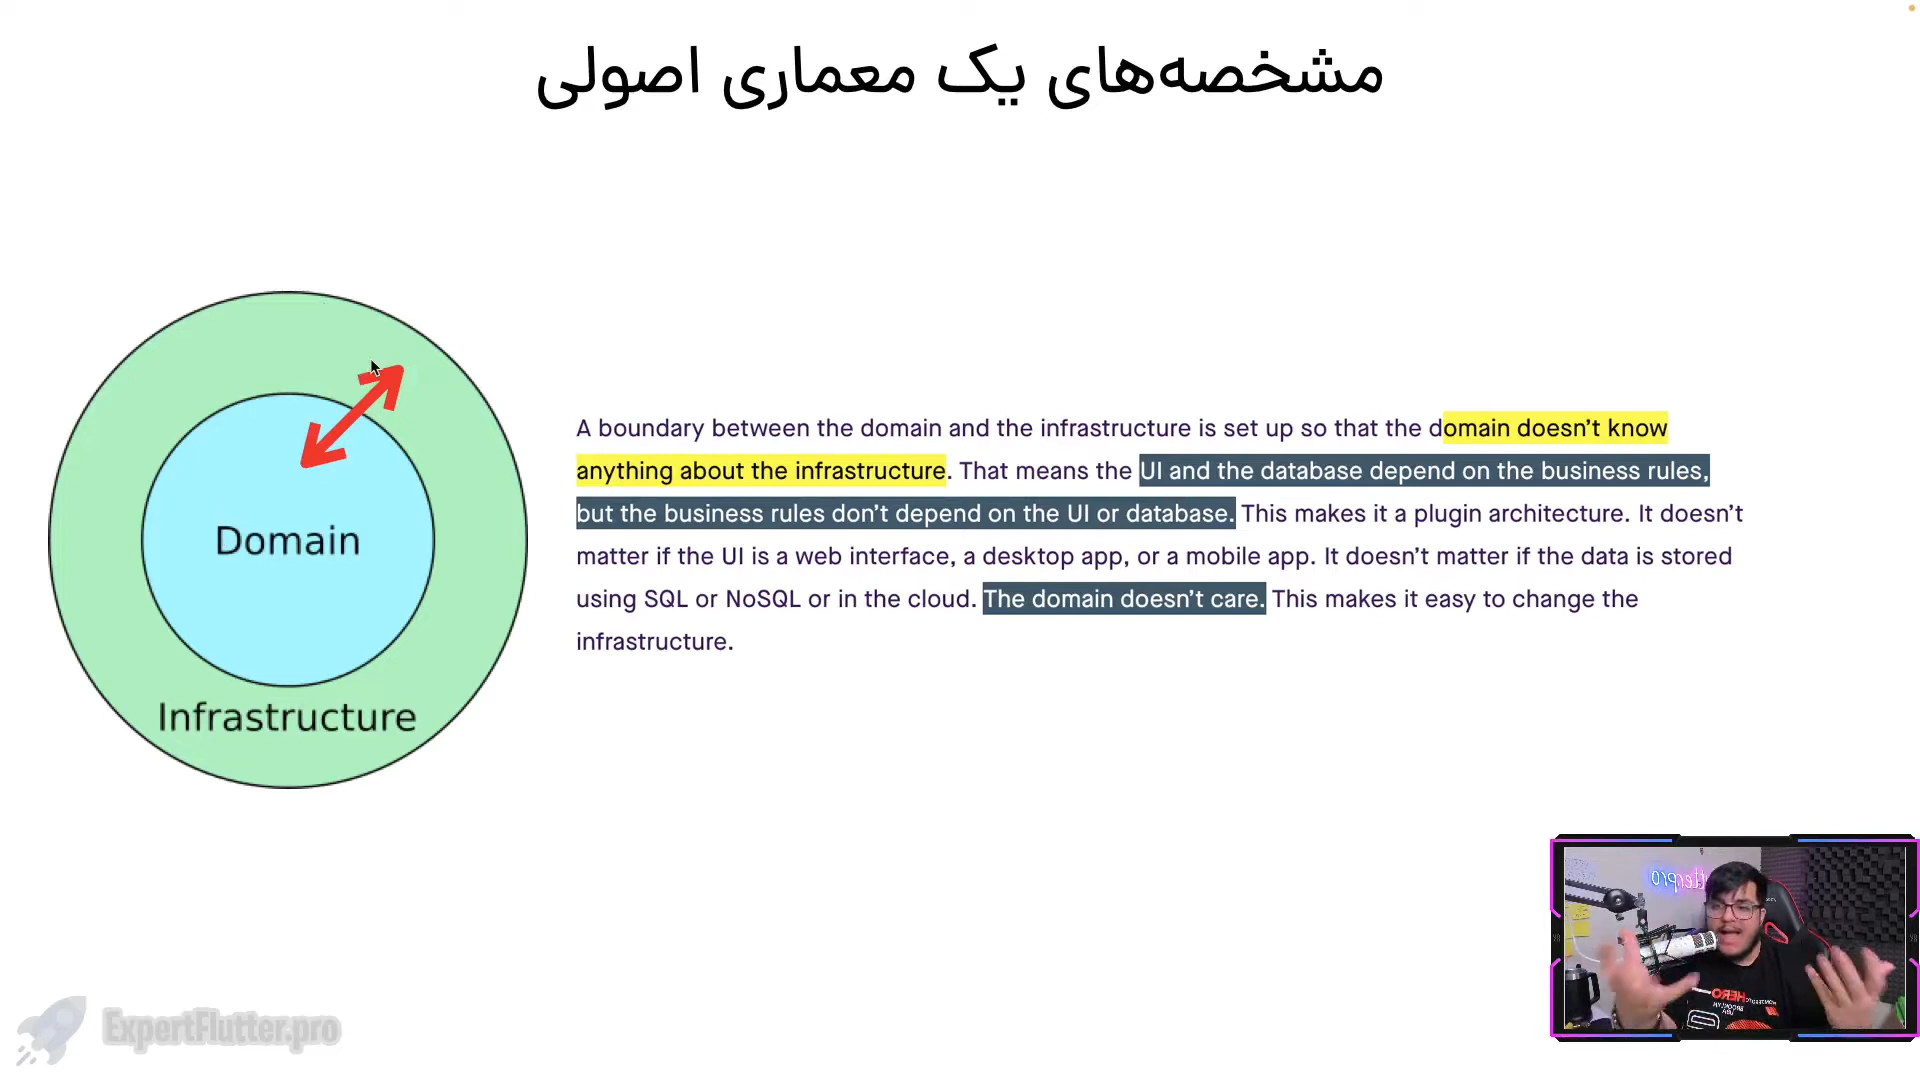 مشخصه‌های یک معماری اصولی
A boundary between the domain and the infrastructure is set up so that the domain doesn’t know
anything about the infrastructure. That means the UI and the database depend on the business rules,
but the business rules don’t depend on the UI or database. This makes it a plugin architecture. It doesn’t
matter if the UI is a web interface, a desktop app, or a mobile app. It doesn’t matter if the data is stored
using SQL or NoSQL or in the cloud. The domain doesn’t care. This makes it easy to change the
infrastructure.
Domain
Infrastructure
ExpertFlutter.pro
HERO